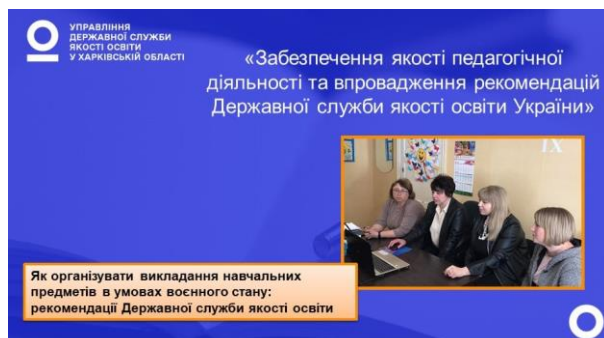 УПРАВЛІННЯ
ДЕРЖАВНОЇ СЛУЖБИ
ЯКОСТІ ОСВІТИ
У ХАРКІВСЬКІЙ ОБЛАСТІ
«Забезпечення якості педагогічної
діяльності та впровадження рекомендацій
Державної служби якості освіти України»
IX
Як організувати викладання навчальних
предметів в умовах воєнного стану:
рекомендації Державної служби якості освіти